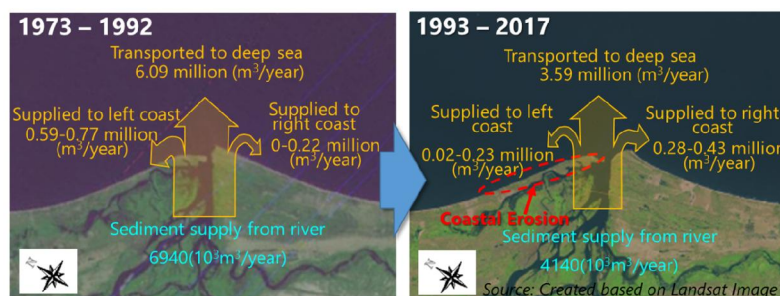 1973 – 1992
Transported to deep sea
6.09 million (m³/year)
Supplied to left coast
0.59-0.77 million
(m³/year)
Supplied to
right coast
0-0.22 million
(m³/year)
Sediment supply from river
6940(10³m³/year)
N
1993 – 2017
Transported to deep sea
3.59 million (m³/year)
Supplied to left
coast
0.02-0.23 million
(m³/year)
Supplied to right
coast
0.28-0.43 million
(m³/year)
Coastal Erosion
Sediment supply from river
4140(10³m³/year)
N
Source: Created based on Landsat Image